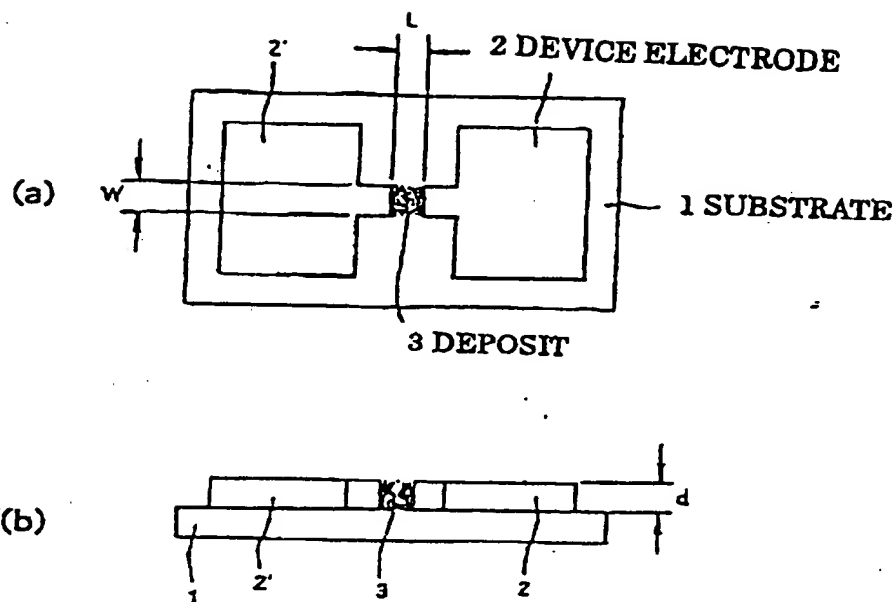 L
2'
2 DEVICE ELECTRODE
(a)
W
1 SUBSTRATE
3 DEPOSIT
(b)
d
1
2'
3
2